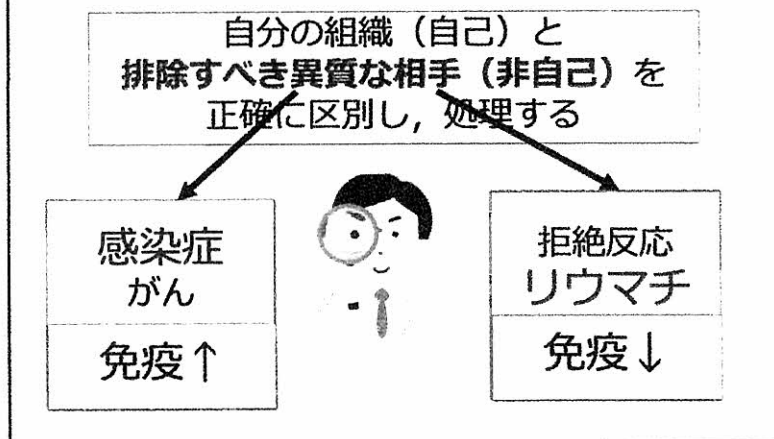 自分の組織（自己）と
排除すべき異質な相手（非自己）を
正確に区別し，処理する
感染症
がん
免疫↑
拒絶反応
リウマチ
免疫↓